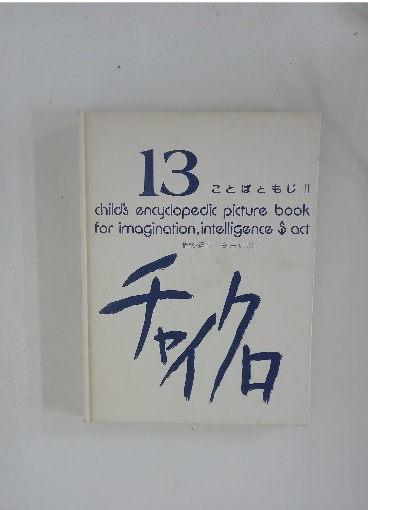 13 ことばともじ II
child's encyclopedic picture book
for imagination, intelligence & act
チャイクロ